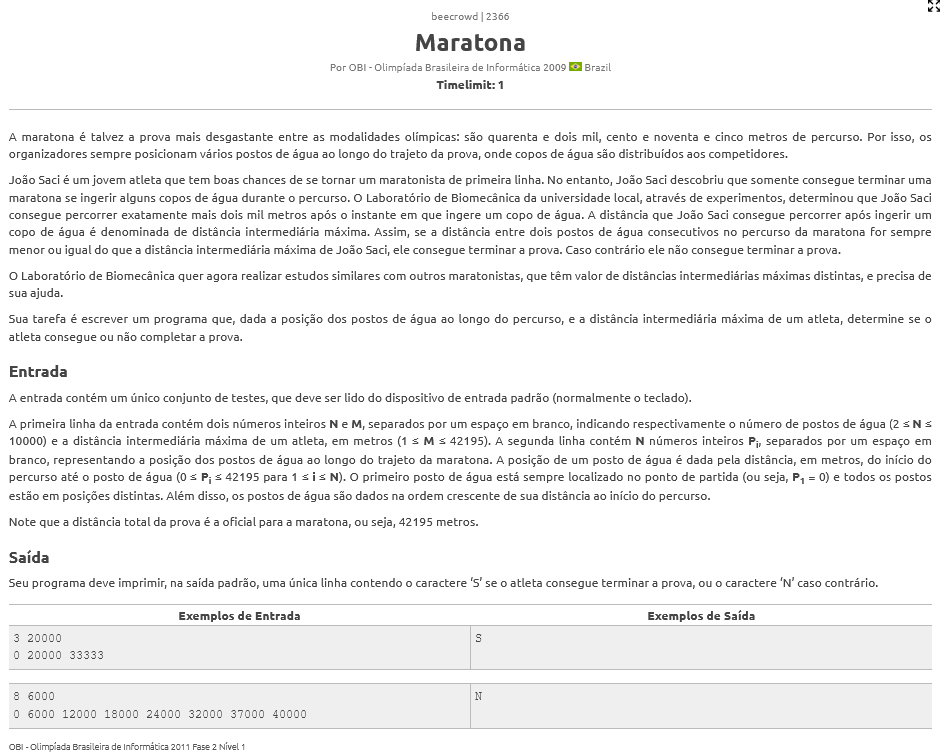 beecrowd | 2366
Maratona
Por OBI - Olimpíada Brasileira de Informática 2009 Brazil
Timelimit: 1
A maratona é talvez a prova mais desgastante entre as modalidades olímpicas: são quarenta e dois mil, cento e noventa e cinco metros de percurso. Por isso, os
organizadores sempre posicionam vários postos de água ao longo do trajeto da prova, onde copos de água são distribuídos aos competidores.
João Saci é um jovem atleta que tem boas chances de se tornar um maratonista de primeira linha. No entanto, João Saci descobriu que somente consegue terminar uma
maratona se ingerir alguns copos de água durante o percurso. O Laboratório de Biomecânica da universidade local, através de experimentos, determinou que João Saci
consegue percorrer exatamente mais dois mil metros após o instante em que ingere um copo de água. A distância que João Saci consegue percorrer após ingerir um
copo de água é denominada de distância intermediária máxima. Assim, se a distância entre dois postos de água consecutivos no percurso da maratona for sempre
menor ou igual do que a distância intermediária máxima de João Saci, ele consegue terminar a prova. Caso contrário ele não consegue terminar a prova.
O Laboratório de Biomecânica quer agora realizar estudos similares com outros maratonistas, que têm valor de distâncias intermediárias máximas distintas, e precisa de
sua ajuda.
Sua tarefa é escrever um programa que, dada a posição dos postos de água ao longo do percurso, e a distância intermediária máxima de um atleta, determine se o
atleta consegue ou não completar a prova.
Entrada
A entrada contém um único conjunto de testes, que deve ser lido do dispositivo de entrada padrão (normalmente o teclado).
A primeira linha da entrada contém dois números inteiros N e M, separados por um espaço em branco, indicando respectivamente o número de postos de água (2 ≤ N ≤
10000) e a distância intermediária máxima de um atleta, em metros (1 ≤ M ≤ 42195). A segunda linha contém N números inteiros Pi, separados por um espaço em
branco, representando a posição dos postos de água ao longo do trajeto da maratona. A posição de um posto de água é dada pela distância, em metros, do início do
percurso até o posto de água (0 ≤ Pi ≤ 42195 para 1 ≤ i ≤ N). O primeiro posto de água está sempre localizado no ponto de partida (ou seja, P1 = 0) e todos os postos
estão em posições distintas. Além disso, os postos de água são dados na ordem crescente de sua distância ao início do percurso.
Note que a distância total da prova é a oficial para a maratona, ou seja, 42195 metros.
Saída
Seu programa deve imprimir, na saída padrão, uma única linha contendo o caractere ‘S’ se o atleta consegue terminar a prova, ou o caractere ‘N’ caso contrário.
Exemplos de Entrada Exemplos de Saída
3 20000 S
0 20000 33333
8 6000 N
0 6000 12000 18000 24000 32000 37000 40000
OBI - Olimpíada Brasileira de Informática 2011 Fase 2 Nível 1